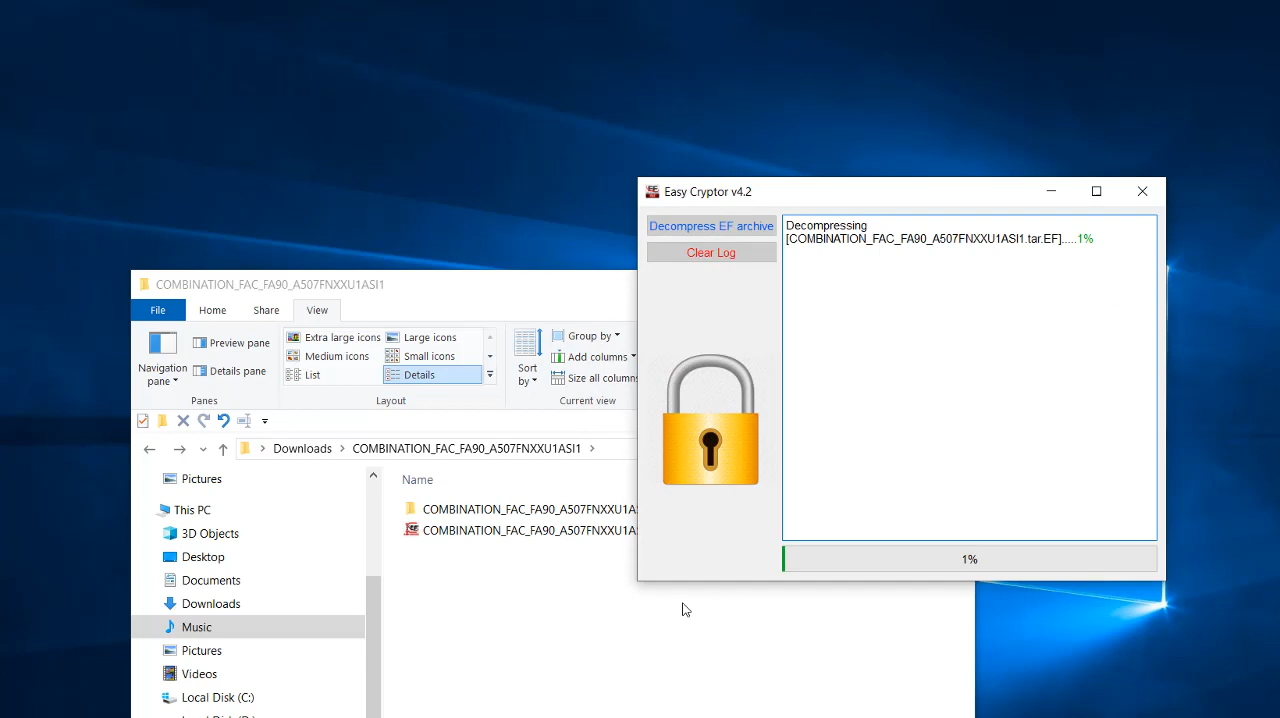 Easy Cryptor v4.2
Decompress EF archive
Clear Log
Decompressing
[COMBINATION_FAC_FA90_A507FNXXU1ASI1.tar.EF].....1%
1%
COMBINATION_FAC_FA90_A507FNXXU1ASI1
File
Home
Share
View
Navigation
pane
Preview pane
Details pane
Panes
Extra large icons
Large icons
Medium icons
Small icons
List
Details
Layout
Sort
by
Group by
Add columns
Size all columns
Current view
Downloads
COMBINATION_FAC_FA90_A507FNXXU1ASI1
Pictures
This PC
3D Objects
Desktop
Documents
Downloads
Music
Pictures
Videos
Local Disk (C:)
Name
COMBINATION_FAC_FA90_A507FNXXU1A
COMBINATION_FAC_FA90_A507FNXXU1A